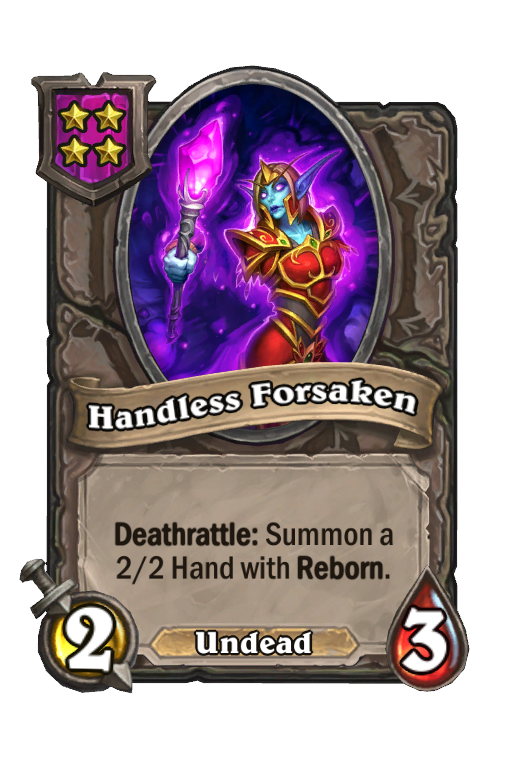 Handless Forsaken
Deathrattle: Summon a
2/2 Hand with Reborn.
2
Undead
3